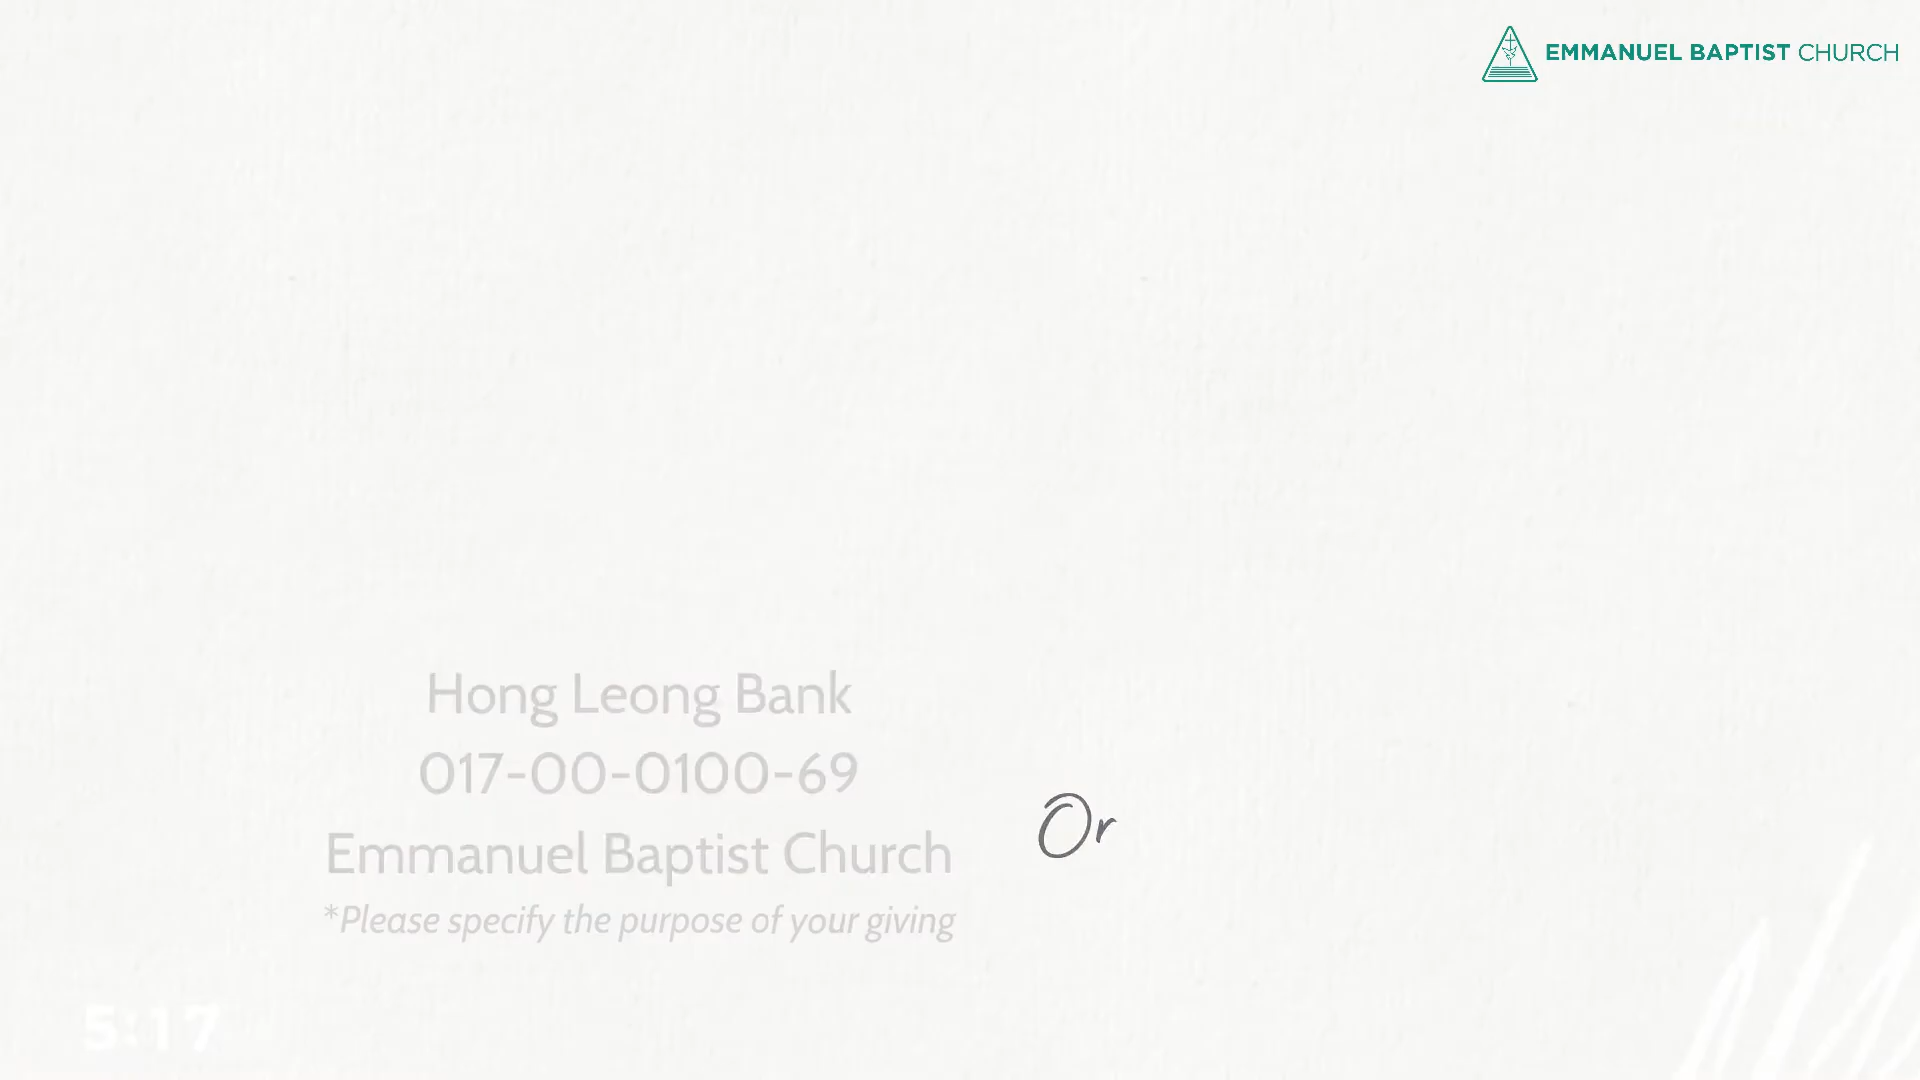 EMMANUEL BAPTIST CHURCH
Hong Leong Bank
017-00-0100-69
Emmanuel Baptist Church
*Please specify the purpose of your giving
Or
5:17